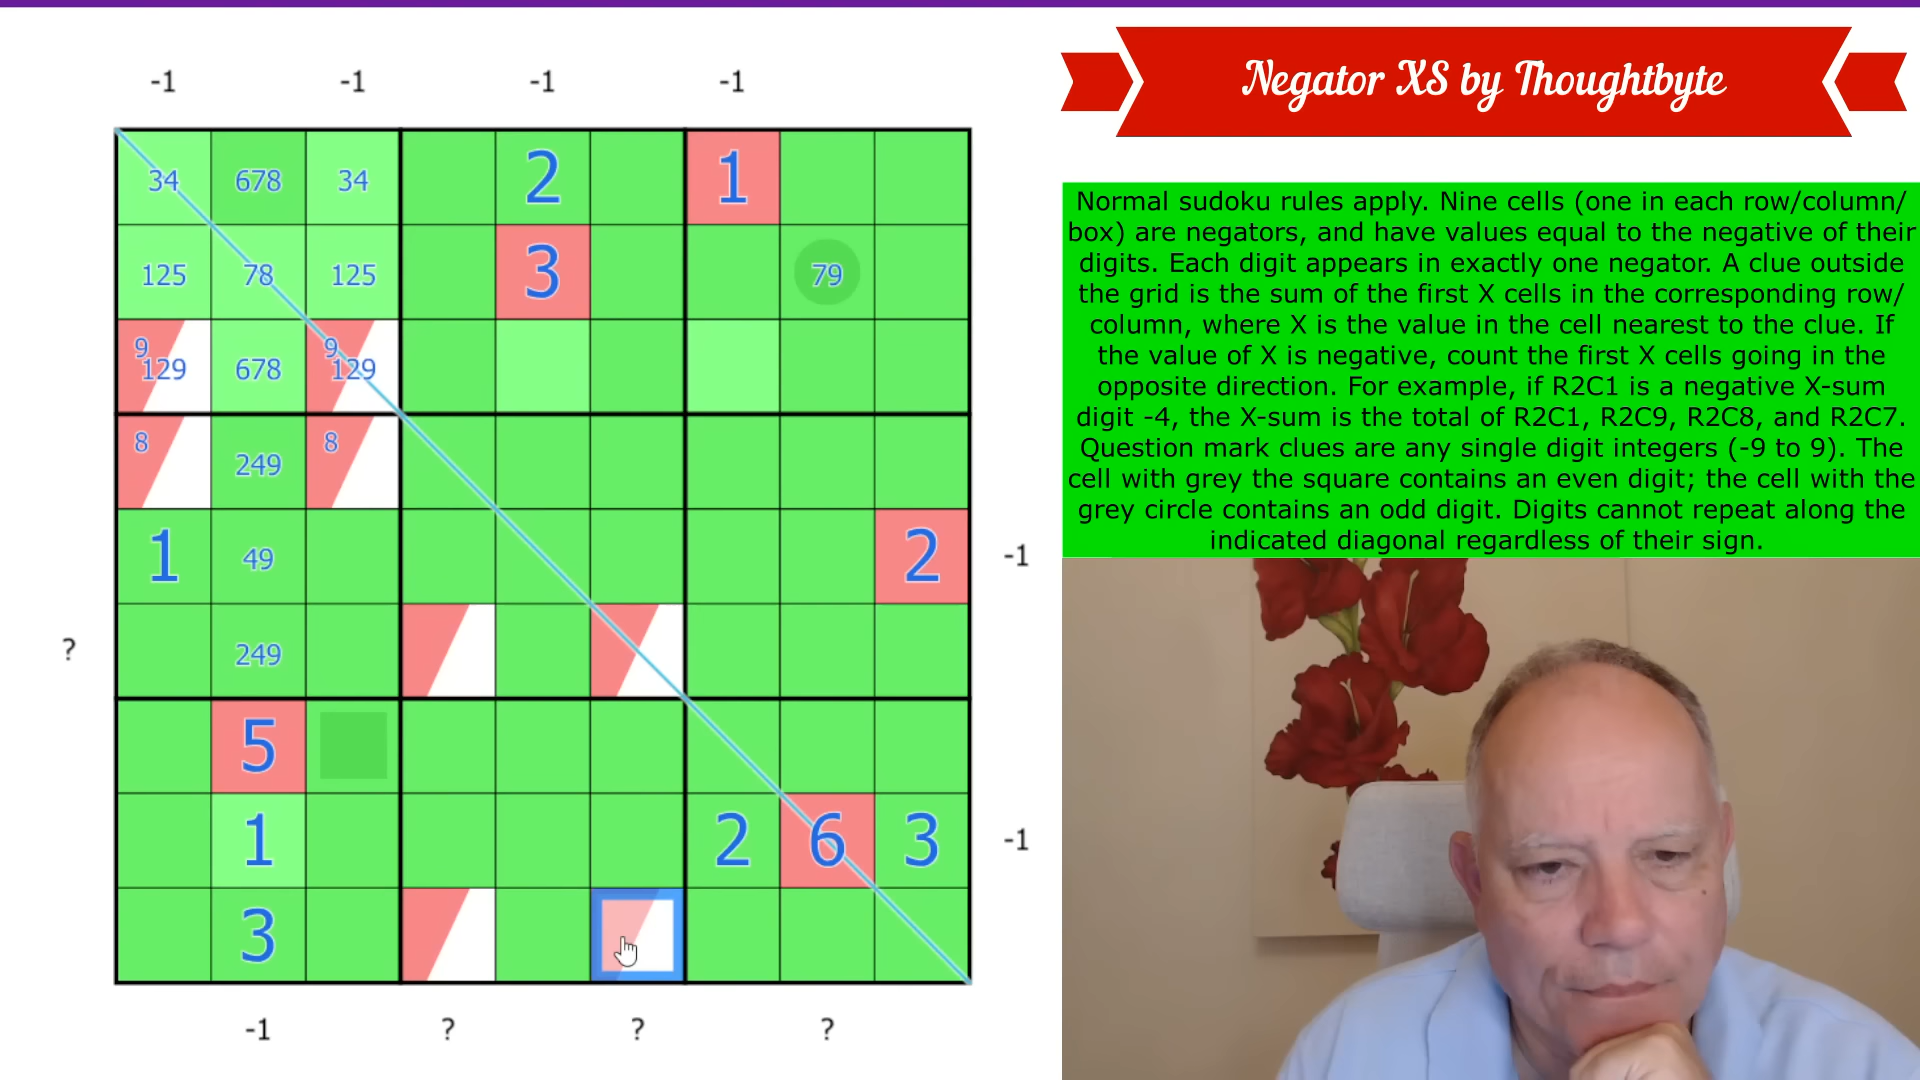 Negator XS by Thoughtbyte
-1 -1 -1 -1
34 678 34 2 1
125 78 125 3 79
9 9
129 678 129
8 249 8
1 49 2 -1
? 249
5
1 2 6 3 -1
3
-1 ? ? ?
Normal sudoku rules apply. Nine cells (one in each row/column/
box) are negators, and have values equal to the negative of their
digits. Each digit appears in exactly one negator. A clue outside
the grid is the sum of the first X cells in the corresponding row/
column, where X is the value in the cell nearest to the clue. If
the value of X is negative, count the first X cells going in the
opposite direction. For example, if R2C1 is a negative X-sum
digit -4, the X-sum is the total of R2C1, R2C9, R2C8, and R2C7.
Question mark clues are any single digit integers (-9 to 9). The
cell with grey the square contains an even digit; the cell with the
grey circle contains an odd digit. Digits cannot repeat along the
indicated diagonal regardless of their sign.